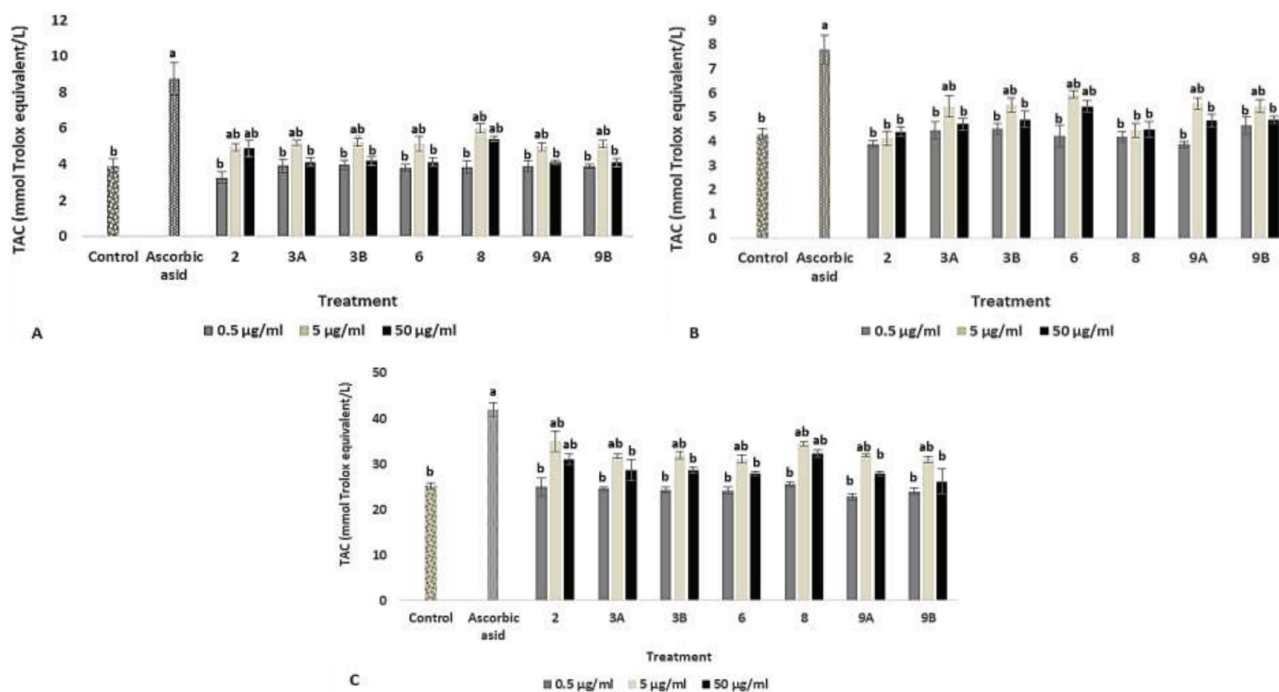 TAC (mmol Trolox equivalent/L)
12
10
8
6
4
2
0
b
a
b ab ab
b ab b
b ab b
b ab b
b ab ab
b ab b
b ab b
Control Ascorbic asid 2 3A 3B 6 8 9A 9B
Treatment
0.5 µg/ml 5 µg/ml 50 µg/ml
A
TAC (mmol Trolox equivalent/L)
9
8
7
6
5
4
3
2
1
0
b
a
b b b
b ab b
b ab b
b ab ab
b b b
b ab b
b ab b
Control Ascorbic asid 2 3A 3B 6 8 9A 9B
Treatment
0.5 µg/ml 5 µg/ml 50 µg/ml
B
TAC (mmol Trolox equivalent/L)
50
40
30
20
10
0
b
a
b ab ab
b ab b
b ab b
b ab b
b ab ab
b ab b
b ab b
Control Ascorbic asid 2 3A 3B 6 8 9A 9B
Treatment
0.5 µg/ml 5 µg/ml 50 µg/ml
C